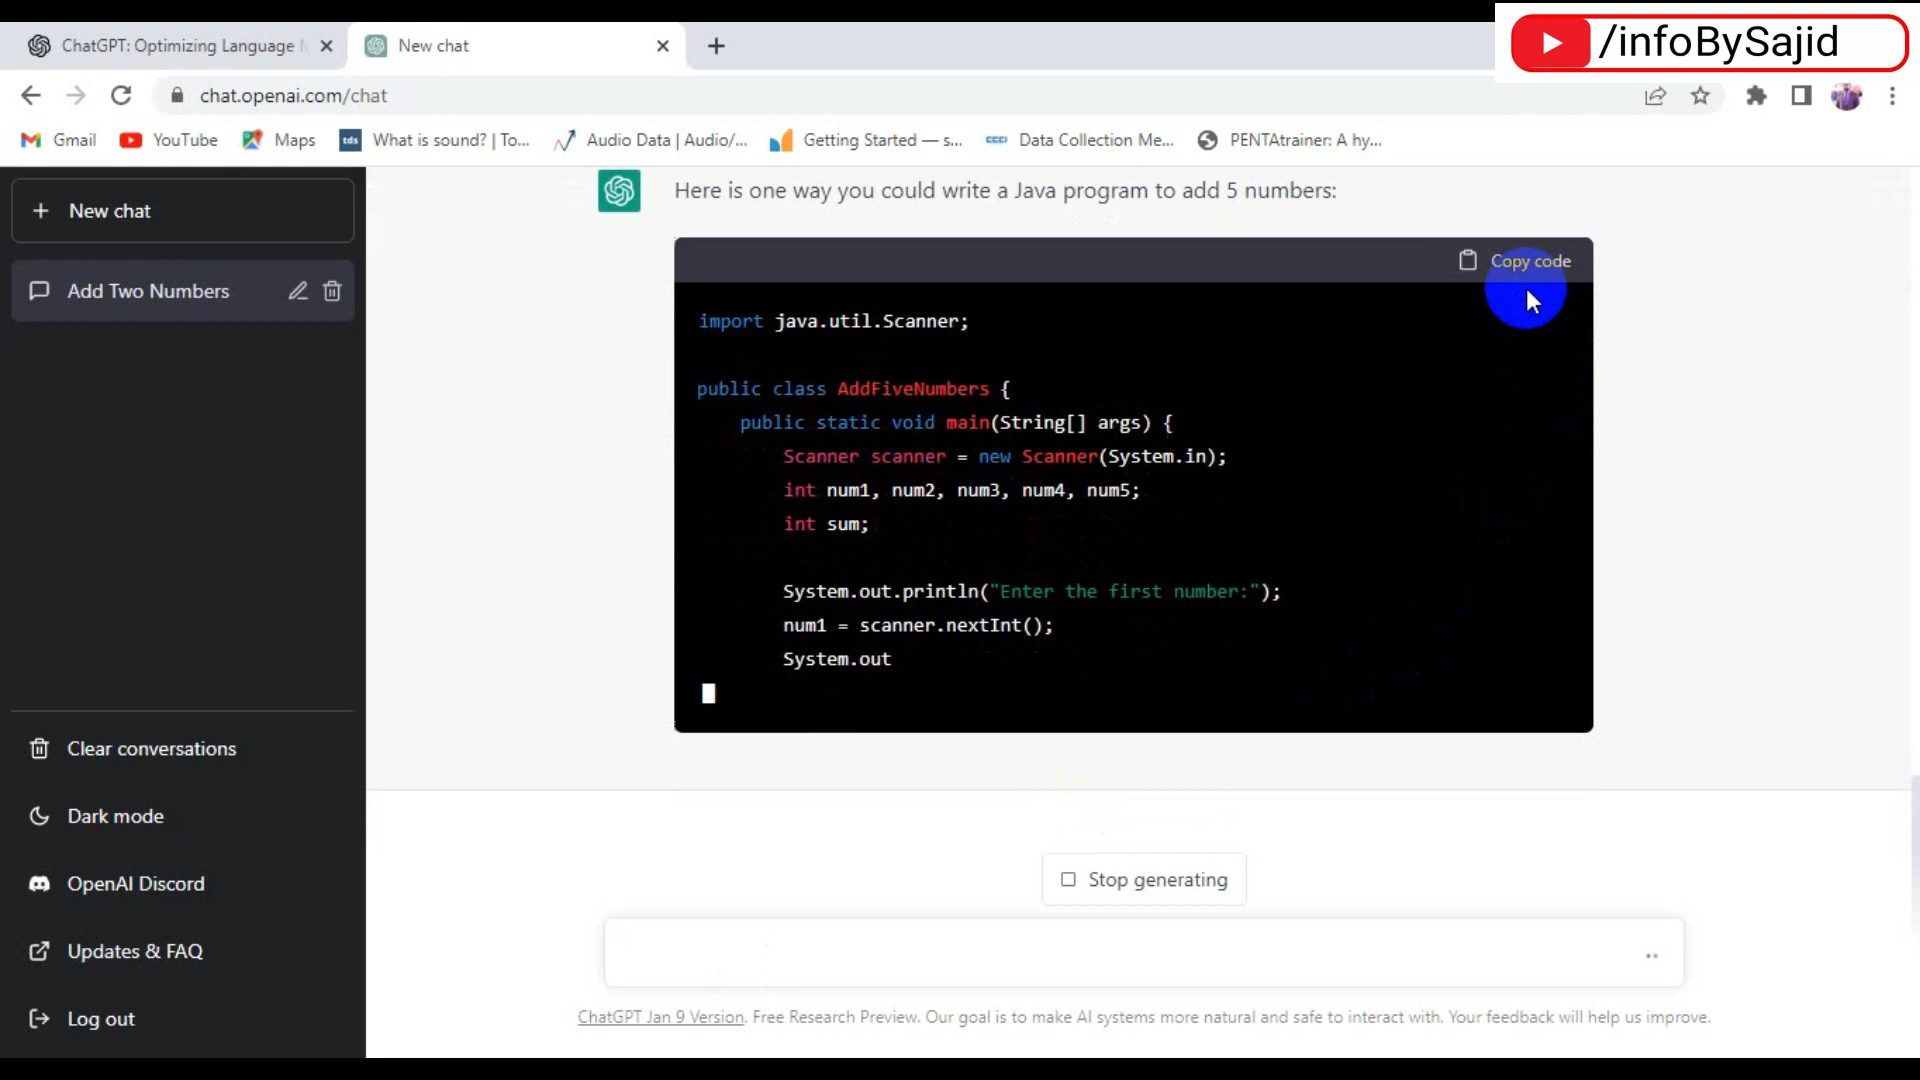 ChatGPT: Optimizing Language
New chat
/infoBySajid
chat.openai.com/chat
Gmail
YouTube
Maps
tds
What is sound? | To...
Audio Data | Audio/...
Getting Started — s...
Data Collection Me...
PENTAtrainer: A hy...
New chat
Add Two Numbers
Clear conversations
Dark mode
OpenAI Discord
Updates & FAQ
Log out
Here is one way you could write a Java program to add 5 numbers:
Copy code
import java.util.Scanner;
public class AddFiveNumbers {
public static void main(String[] args) {
Scanner scanner = new Scanner(System.in);
int num1, num2, num3, num4, num5;
int sum;
System.out.println("Enter the first number:");
num1 = scanner.nextInt();
System.out
Stop generating
ChatGPT Jan 9 Version. Free Research Preview. Our goal is to make AI systems more natural and safe to interact with. Your feedback will help us improve.